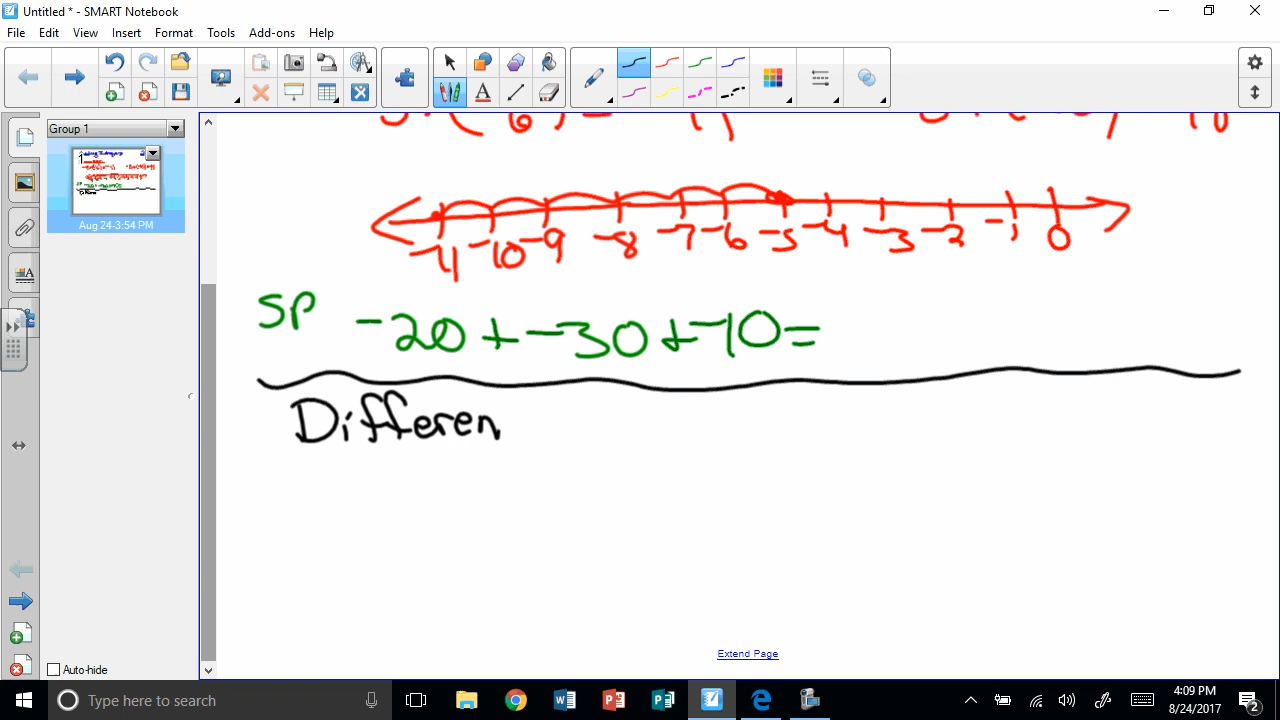 Untitled * - SMART Notebook
File Edit View Insert Format Tools Add-ons Help
Group 1
Aug 24-3:54 PM
-11 -10 -9 -8 -7 -6 -5 -4 -3 -2 -1 0
SP -20 + -30 + -10 =
Differen
Extend Page
Auto-hide
Type here to search
4:09 PM
8/24/2017
2